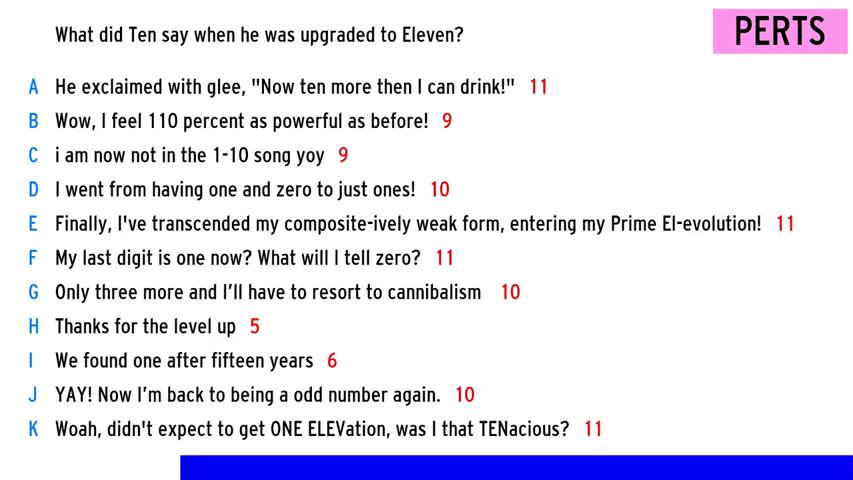 What did Ten say when he was upgraded to Eleven?
PERTS
A He exclaimed with glee, "Now ten more then I can drink!" 11
B Wow, I feel 110 percent as powerful as before! 9
C i am now not in the 1-10 song yoy 9
D I went from having one and zero to just ones! 10
E Finally, I've transcended my composite-ively weak form, entering my Prime El-evolution! 11
F My last digit is one now? What will I tell zero? 11
G Only three more and I’ll have to resort to cannibalism 10
H Thanks for the level up 5
I We found one after fifteen years 6
J YAY! Now I’m back to being a odd number again. 10
K Woah, didn't expect to get ONE ELEVation, was I that TENacious? 11